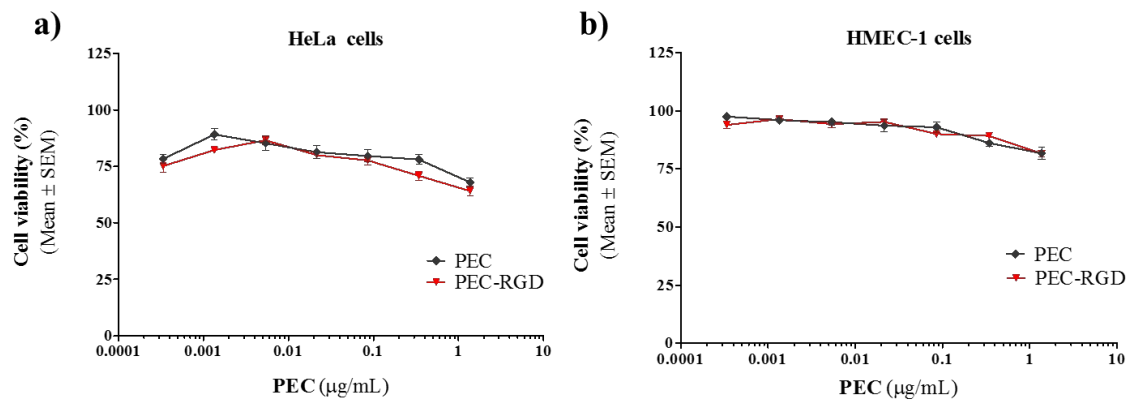 a)
HeLa cells
Cell viability (%)
(Mean ± SEM)
125
100
75
50
25
0
PEC
PEC-RGD
0.0001
0.001
0.01
0.1
1
10
PEC (µg/mL)
b)
HMEC-1 cells
Cell viability (%)
(Mean ± SEM)
125
100
75
50
25
0
PEC
PEC-RGD
0.0001
0.001
0.01
0.1
1
10
PEC (µg/mL)